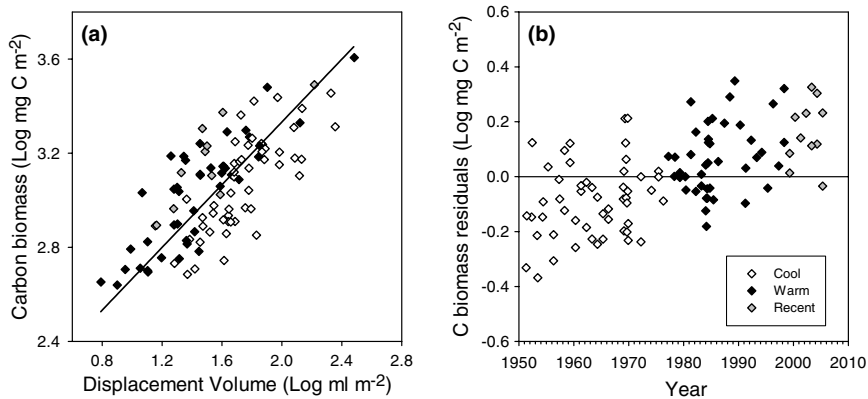 (a)
Carbon biomass (Log mg C m-2)
3.6
3.2
2.8
2.4
0.8 1.2 1.6 2.0 2.4 2.8
Displacement Volume (Log ml m-2)
(b)
C biomass residuals (Log mg C m-2)
0.6
0.4
0.2
0.0
-0.2
-0.4
-0.6
Cool
Warm
Recent
1950 1960 1970 1980 1990 2000 2010
Year